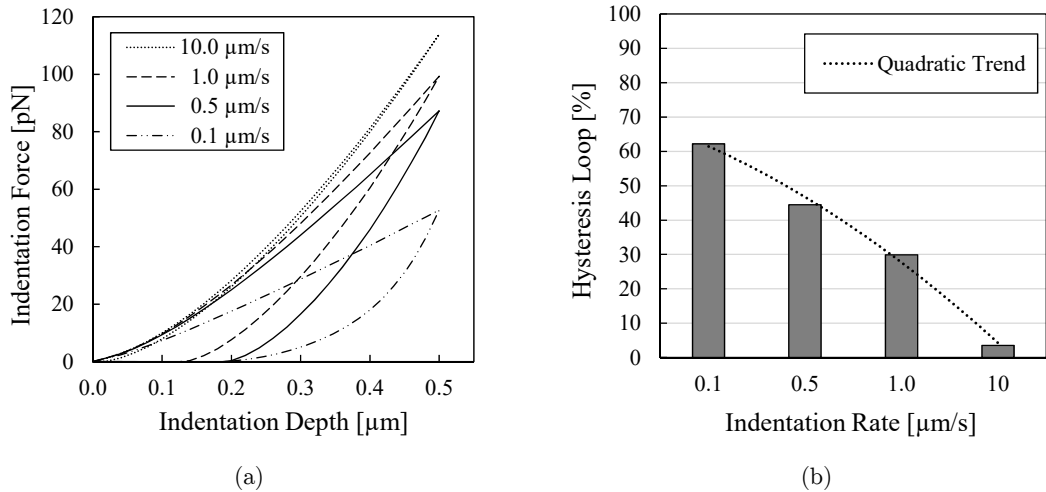 120
100
80
60
40
20
0
Indentation Force [pN]
10.0 µm/s
1.0 µm/s
0.5 µm/s
0.1 µm/s
0.0 0.1 0.2 0.3 0.4 0.5
Indentation Depth [µm]
(a)
100
90
80
70
60
50
40
30
20
10
0
Hysteresis Loop [%]
Quadratic Trend
0.1 0.5 1.0 10
Indentation Rate [µm/s]
(b)